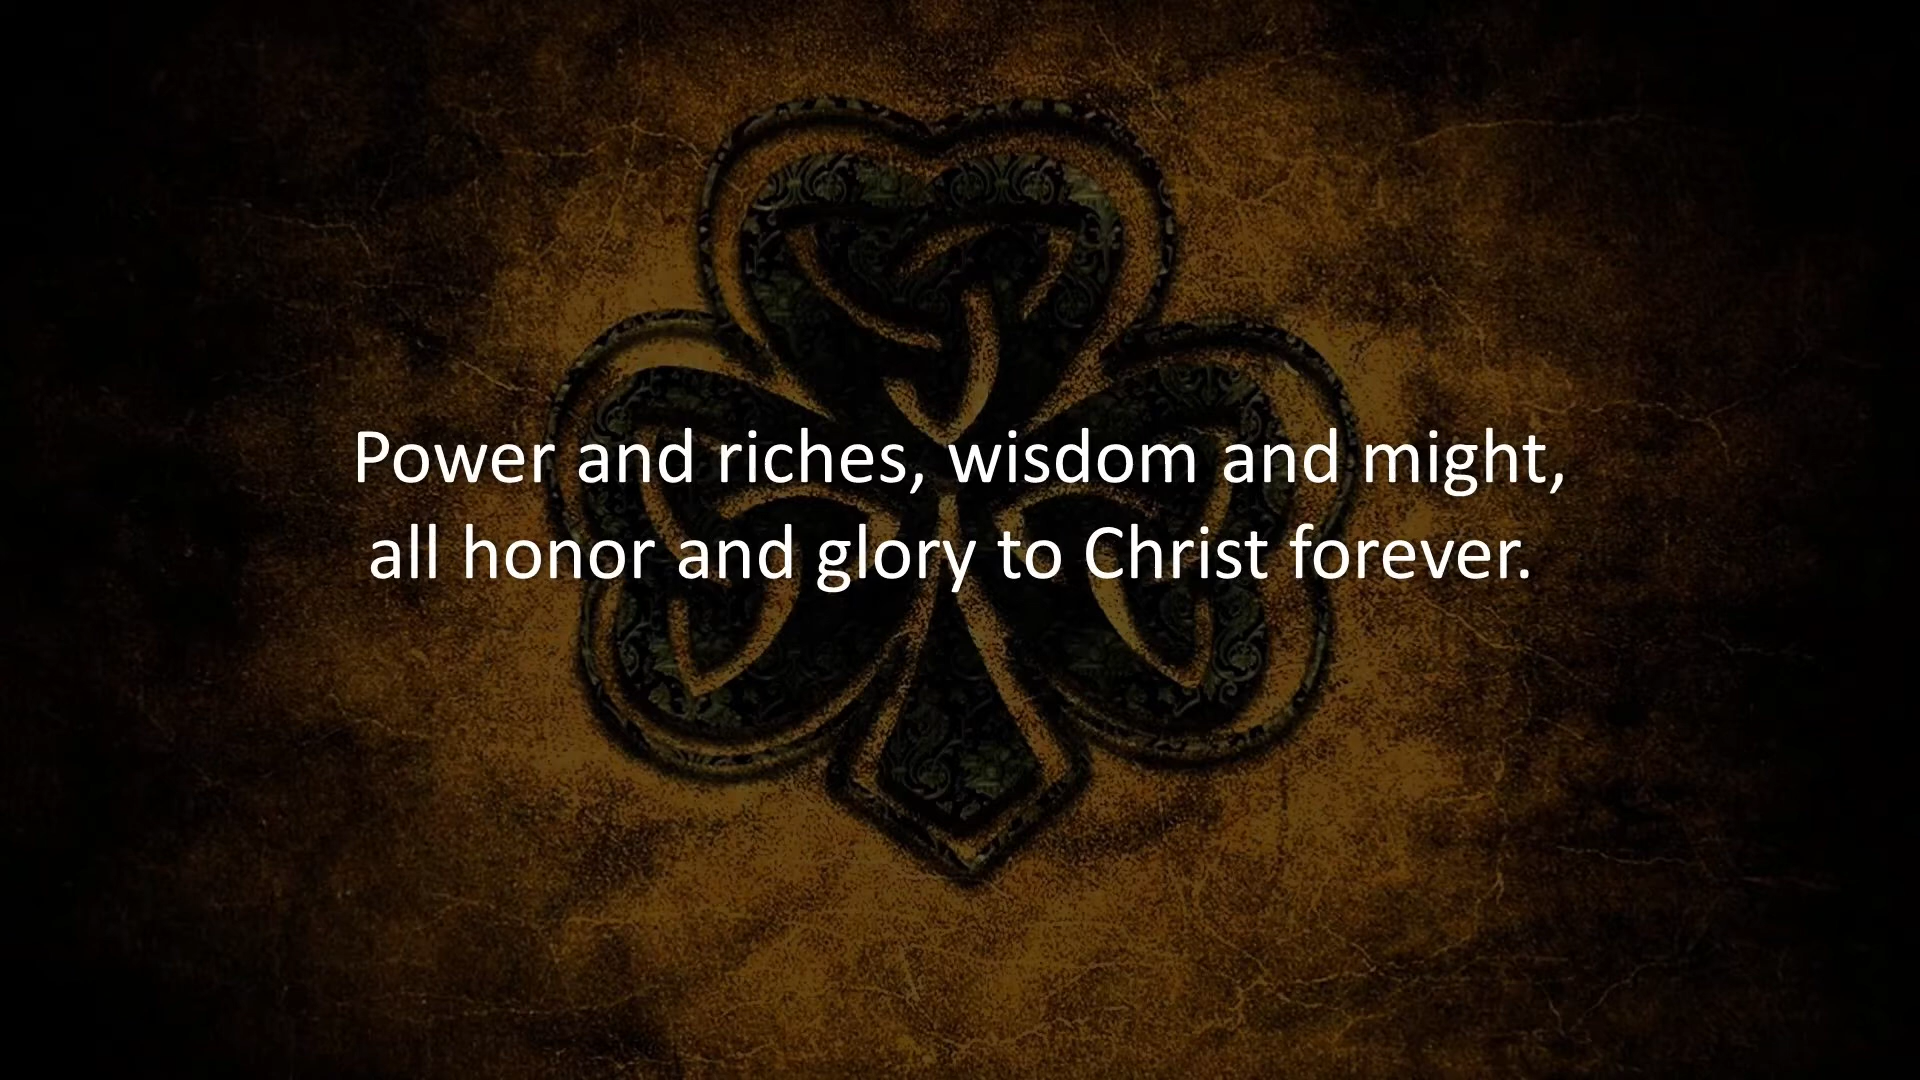 Power and riches, wisdom and might,
all honor and glory to Christ forever.